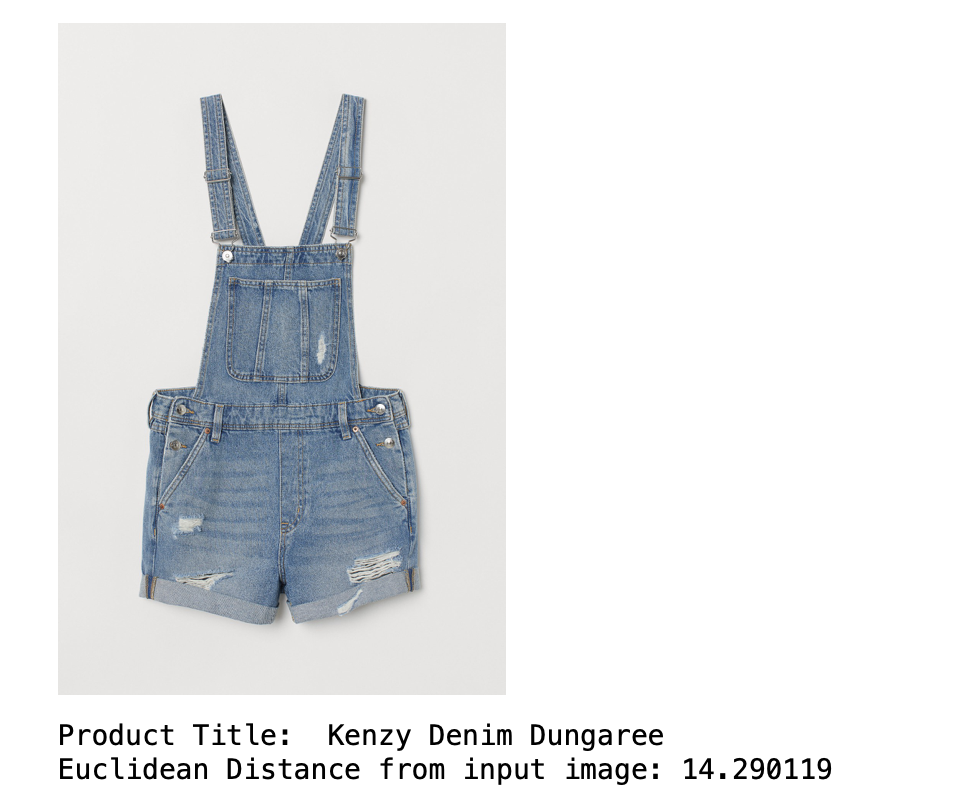 Product Title:  Kenzy Denim Dungaree
Euclidean Distance from input image: 14.290119